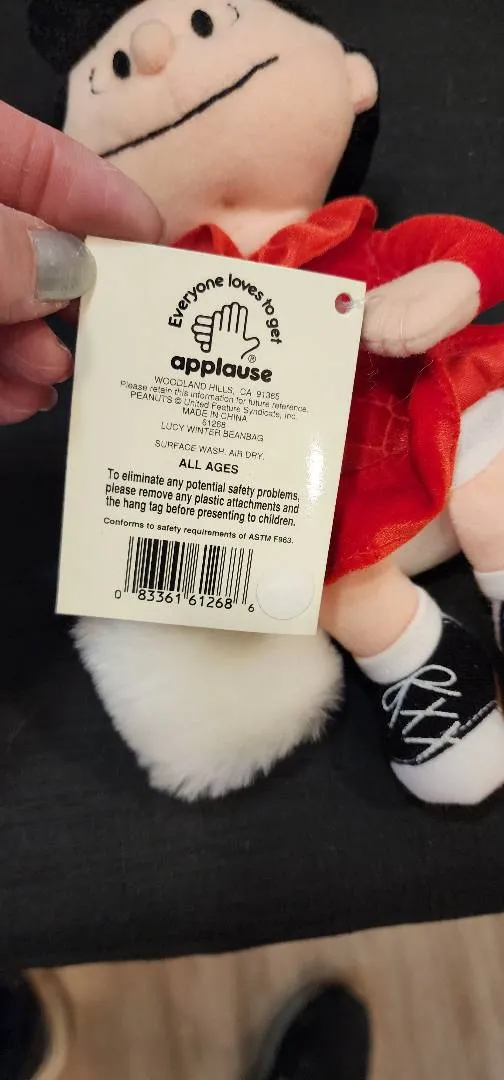 Everyone loves to get
®
applause
WOODLAND HILLS, CA 91365
Please retain this information for future reference.
PEANUTS © United Feature Syndicate, Inc.
MADE IN CHINA
61268
LUCY WINTER BEANBAG
SURFACE WASH. AIR DRY.
ALL AGES
To eliminate any potential safety problems,
please remove any plastic attachments and
the hang tag before presenting to children.
Conforms to safety requirements of ASTM F963.
0 83361 61268 6